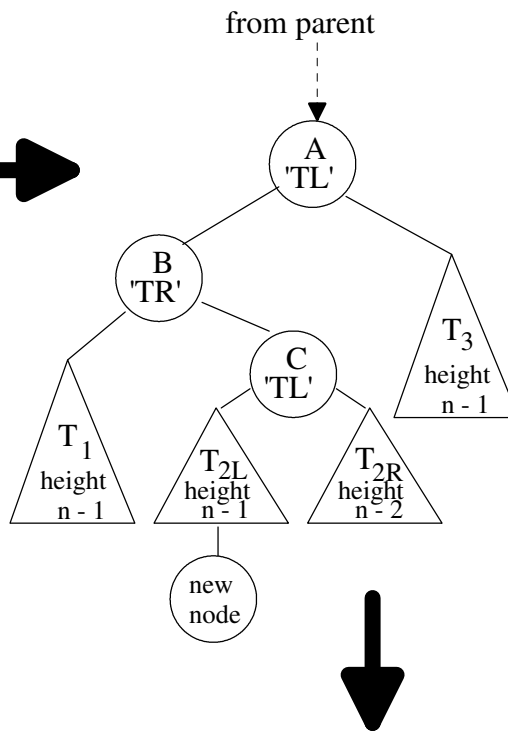 from parent
A
'TL'
B
'TR'
C
'TL'
T3
height
n - 1
T1
height
n - 1
T2L
height
n - 1
T2R
height
n - 2
new
node